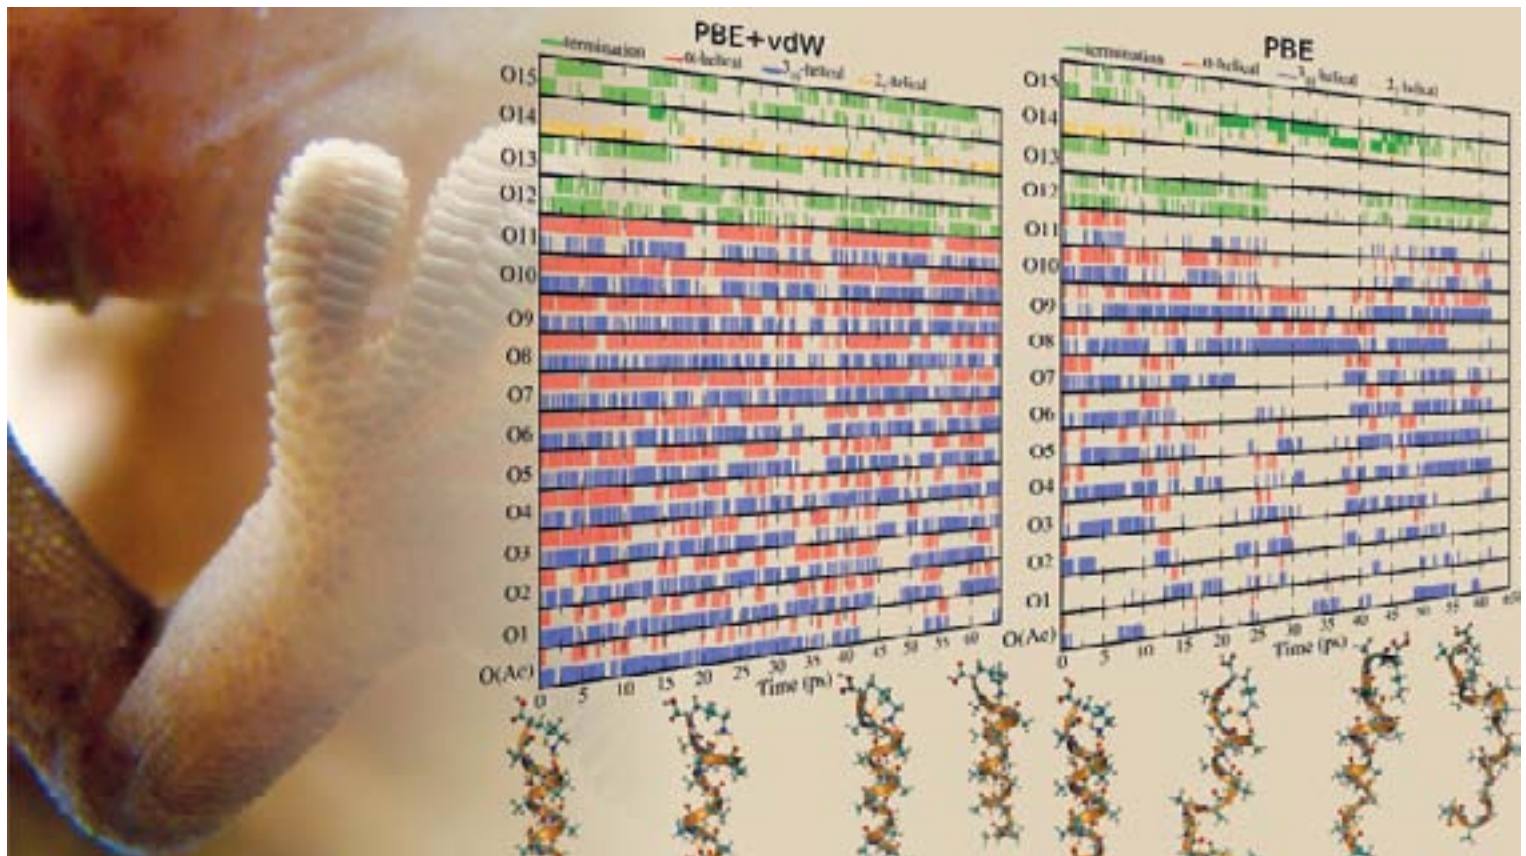 PBE+vdW
termination α-helical 3₁₀-helical 2₇-helical
O15
O14
O13
O12
O11
O10
O9
O8
O7
O6
O5
O4
O3
O2
O1
O(Ac)
0 5 10 15 20 25 30 35 40 45 50 55 60
Time (ps)
PBE
termination α-helical 3₁₀ helical 2₇ helical
O15
O14
O13
O12
O11
O10
O9
O8
O7
O6
O5
O4
O3
O2
O1
O(Ac)
0 5 10 15 20 25 30 35 40 45 50 55 60 65
Time (ps)